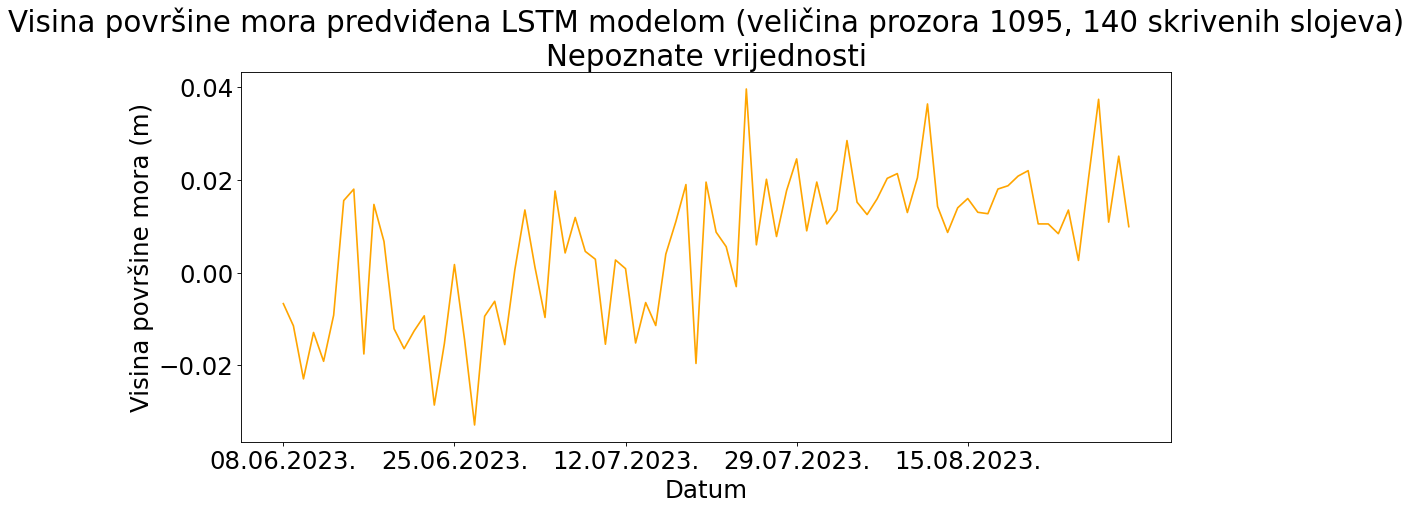 Visina površine mora predviđena LSTM modelom (veličina prozora 1095, 140 skrivenih slojeva)
Nepoznate vrijednosti
Visina površine mora (m)
0.04
0.02
0.00
−0.02
08.06.2023. 25.06.2023. 12.07.2023. 29.07.2023. 15.08.2023.
Datum